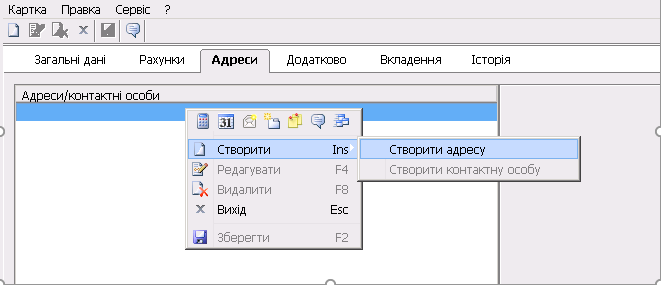 Картка Правка Сервіс ?
Загальні дані Рахунки Адреси Додатково Вкладення Історія
Адреси/контактні особи
31
Створити Ins
Створити адресу
Редагувати F4
Створити контактну особу
Видалити F8
Вихід Esc
Зберегти F2